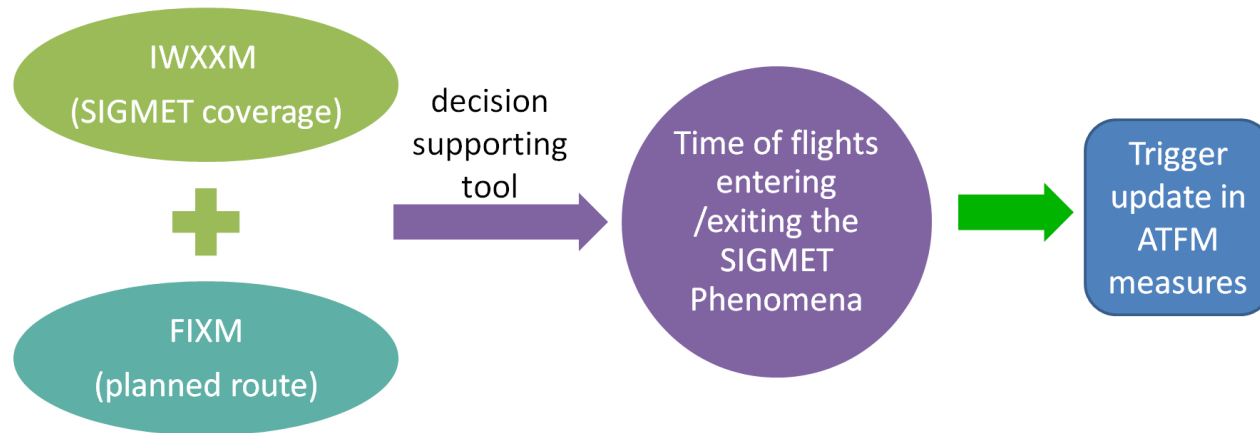 IWXXM
(SIGMET coverage)
FIXM
(planned route)
decision
supporting
tool
Time of flights
entering
/exiting the
SIGMET
Phenomena
Trigger
update in
ATFM
measures